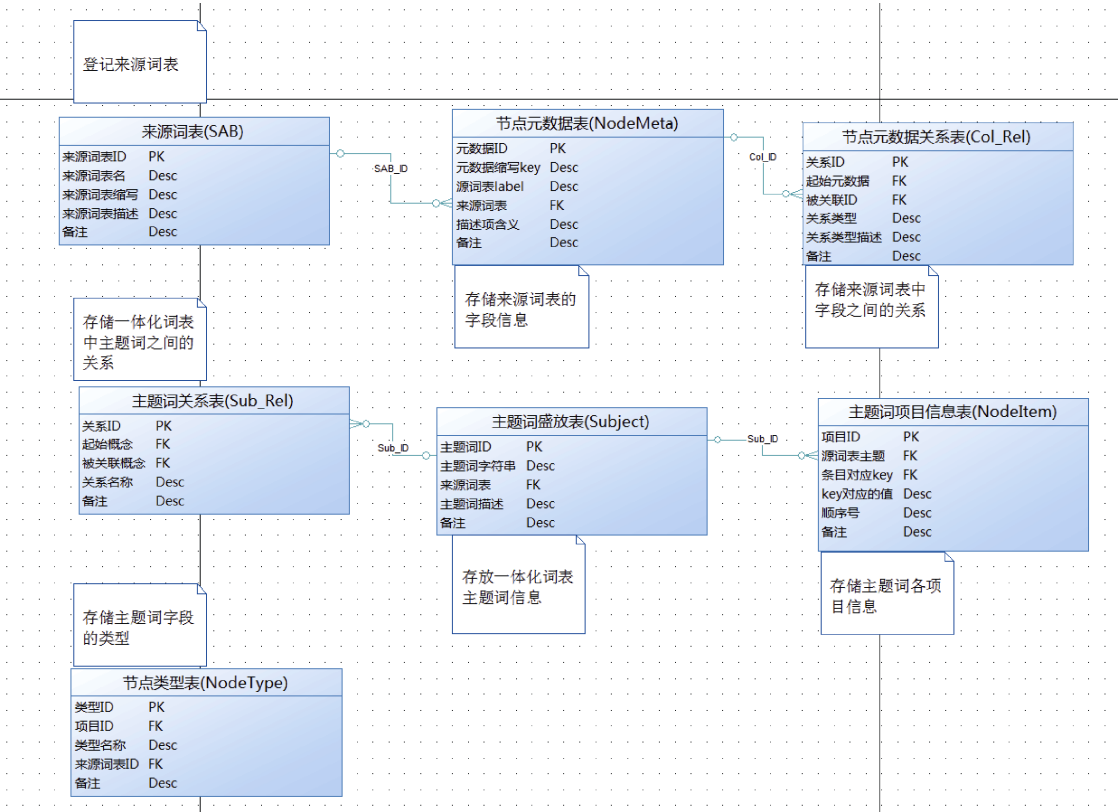 登记来源词表
来源词表(SAB)
来源词表ID PK
来源词表名 Desc
来源词表缩写 Desc
来源词表描述 Desc
备注 Desc
SAB_ID
节点元数据表(NodeMeta)
元数据ID PK
元数据缩写key Desc
源词表label Desc
来源词表 FK
描述项含义 Desc
备注 Desc
Col_ID
节点元数据关系表(Col_Rel)
关系ID PK
起始元数据 FK
被关联ID FK
关系类型 Desc
关系类型描述 Desc
备注 Desc
存储来源词表的
字段信息
存储来源词表中
字段之间的关系
存储一体化词表
中主题词之间的
关系
主题词关系表(Sub_Rel)
关系ID PK
起始概念 FK
被关联概念 FK
关系名称 Desc
备注 Desc
Sub_ID
主题词盛放表(Subject)
主题词ID PK
主题词字符串 Desc
来源词表 FK
主题词描述 Desc
备注 Desc
Sub_ID
主题词项目信息表(NodeItem)
项目ID PK
源词表主题 FK
条目对应key FK
key对应的值 Desc
顺序号 Desc
备注 Desc
存放一体化词表
主题词信息
存储主题词各项
目信息
存储主题词字段
的类型
节点类型表(NodeType)
类型ID PK
项目ID FK
类型名称 Desc
来源词表ID FK
备注 Desc